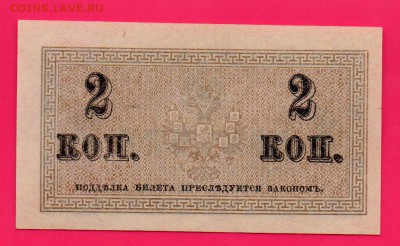 COINS.LAVE.RU
2 2
КОП. КОП.
ПОДДѢЛКА БИЛЕТА ПРЕСЛѢДУЕТСЯ ЗАКОНОМЪ.